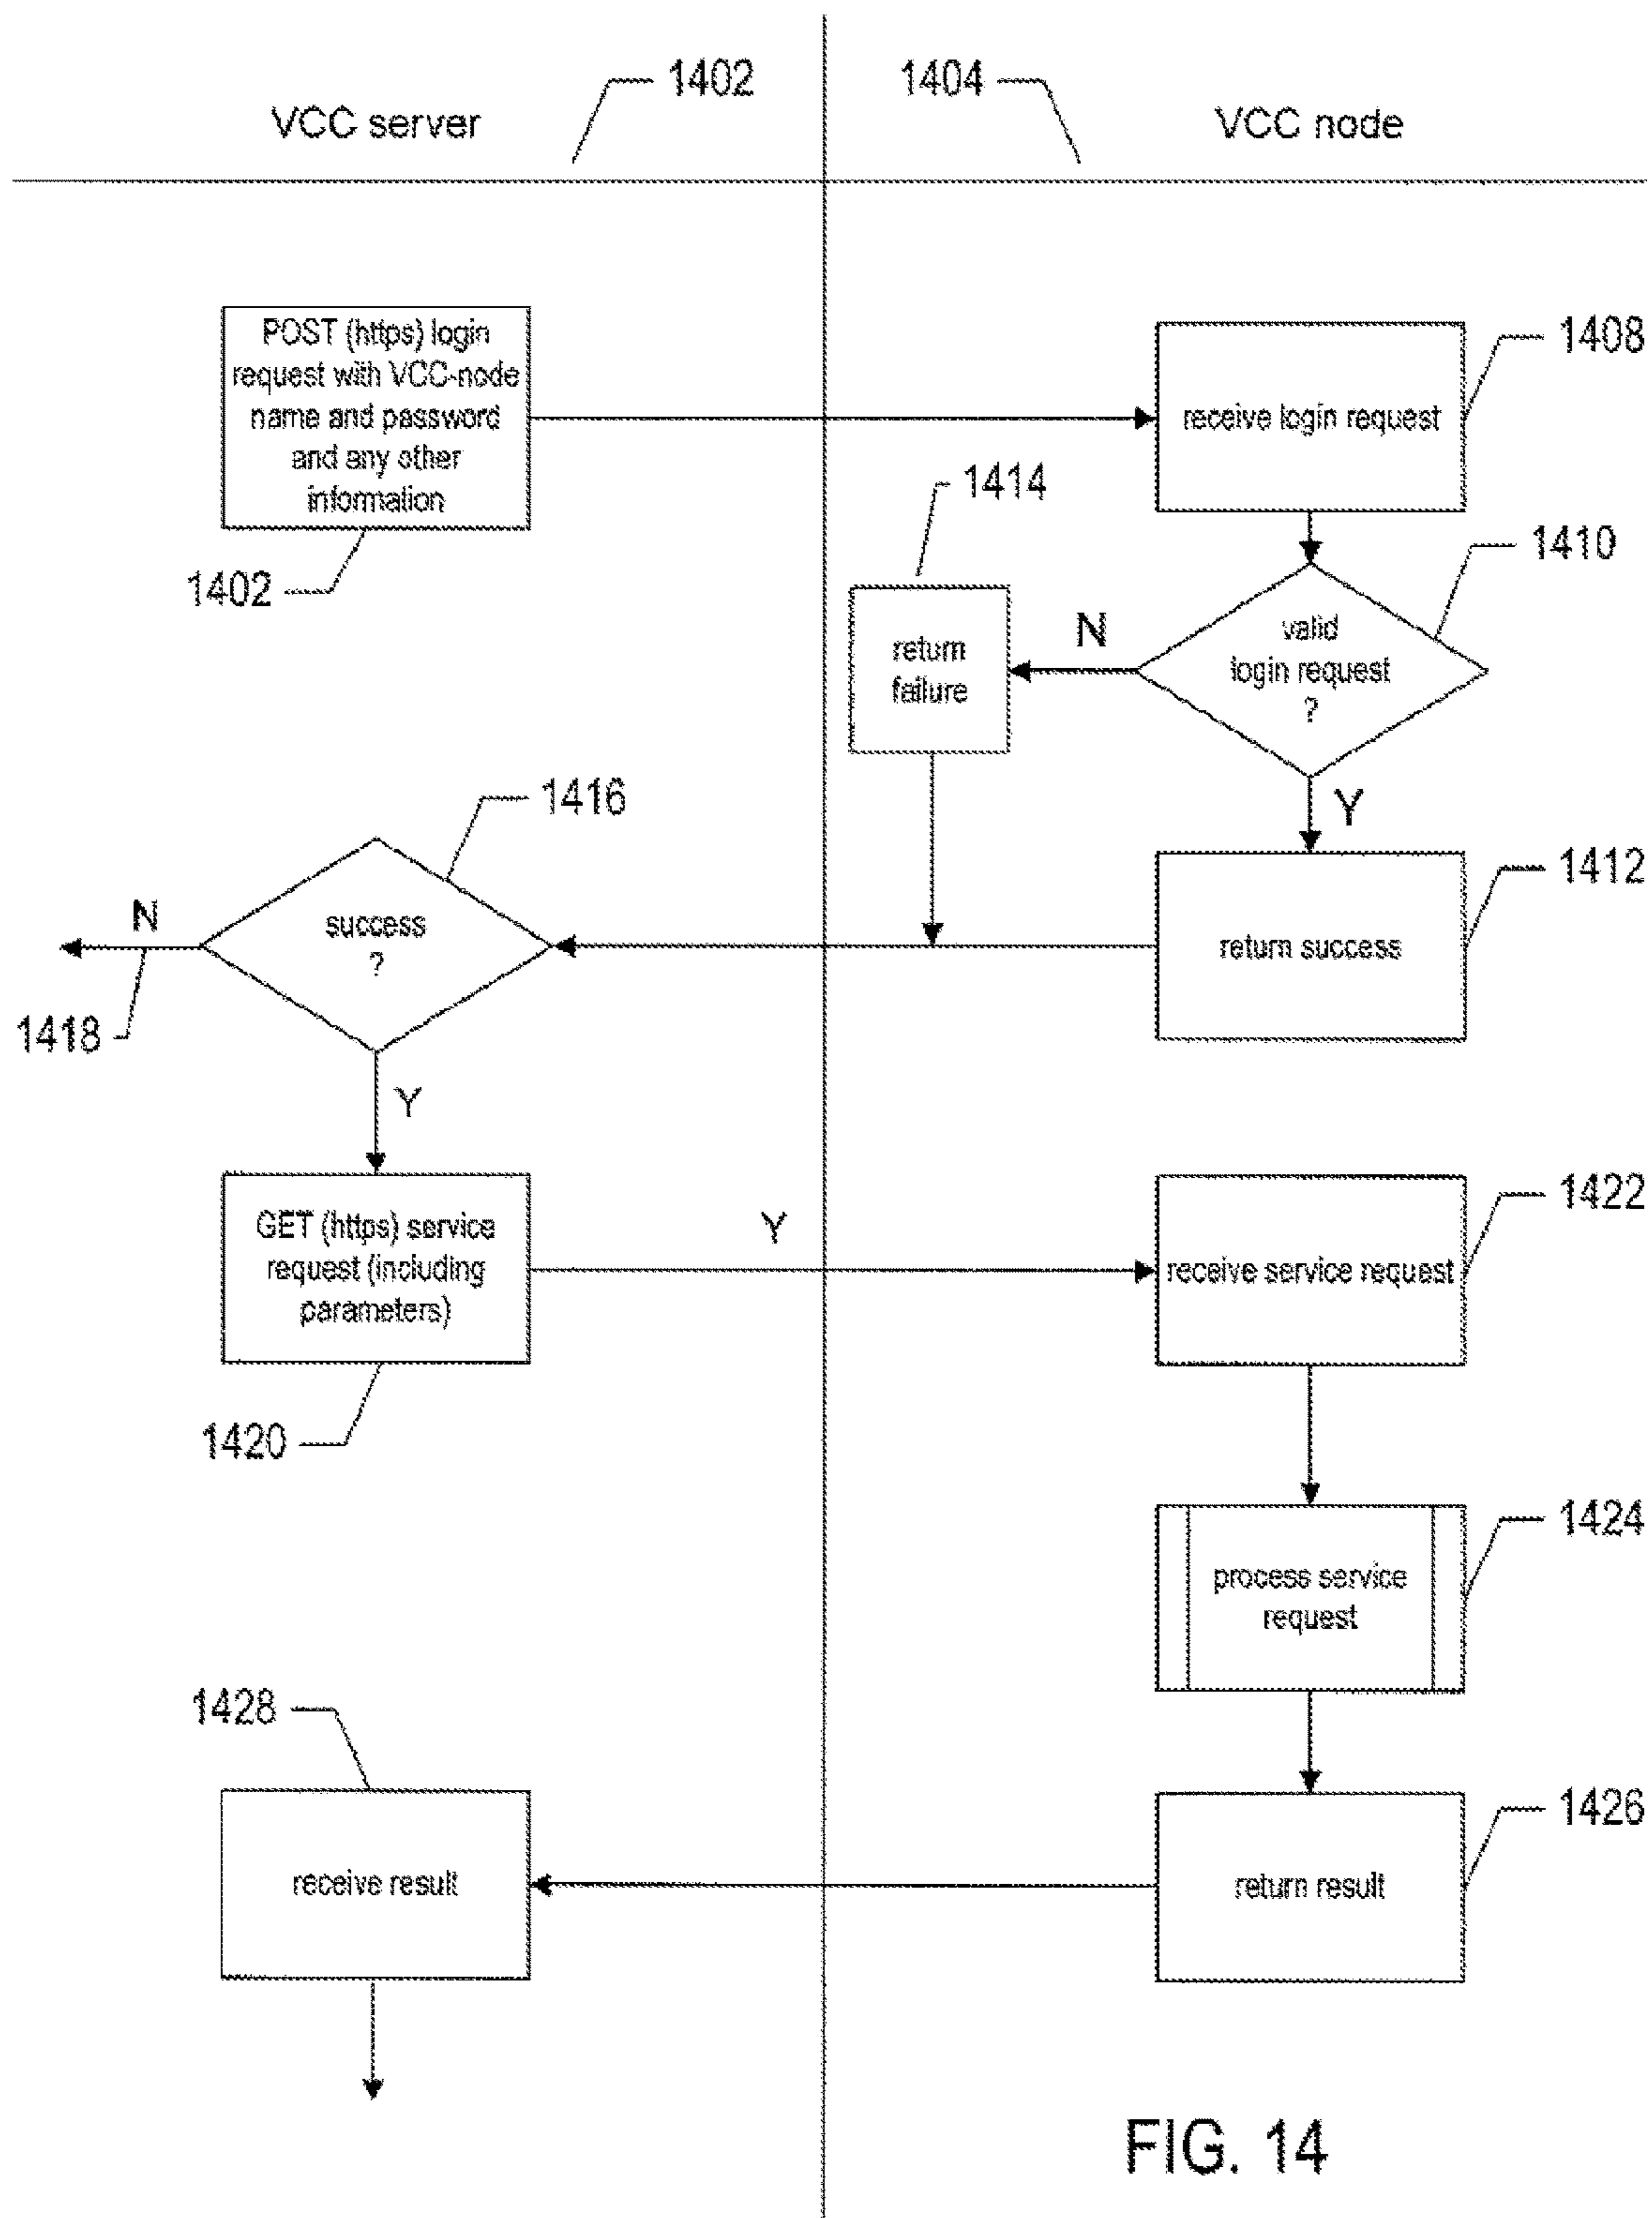 1402
1404
VCC server
VCC node
POST (https) login
request with VCC-node
name and password
and any other
information
1402
receive login request
1408
1414
1410
return
failure
N
valid
login request
?
Y
1416
1412
N
success
?
return success
1418
Y
GET (https) service
request (including
parameters)
Y
1422
receive service request
1420
1424
process service
request
1428
1426
receive result
return result
FIG. 14